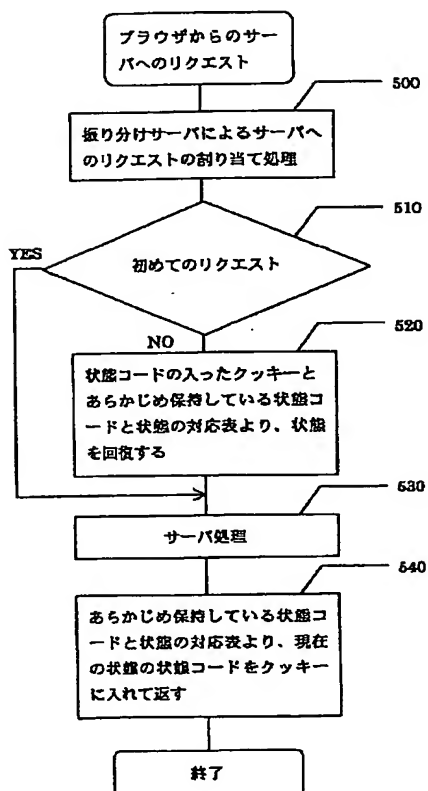 ブラウザからのサー
バへのリクエスト
500
振り分けサーバによるサーバへ
のリクエストの割り当て処理
510
YES
初めてのリクエスト
520
NO
状態コードの入ったクッキーと
あらかじめ保持している状態コ
ードと状態の対応表より、状態
を回復する
530
サーバ処理
540
あらかじめ保持している状態コ
ードと状態の対応表より、現在
の状態の状態コードをクッキー
に入れて返す
終了